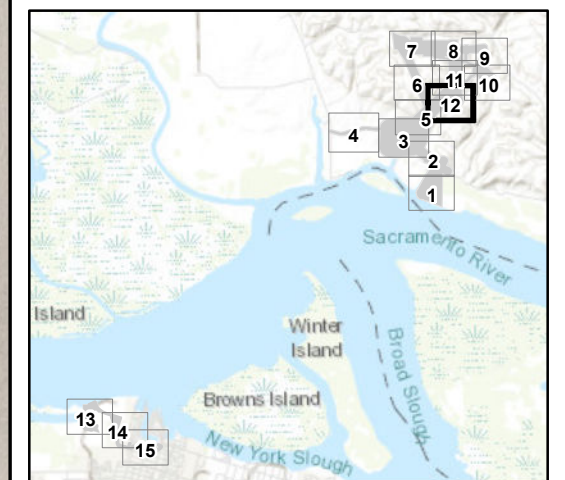 7 8 9
6 11 10
12
5
4 3
2
1
Sacramento River
Island
Winter
Island
Broad Slough
Browns Island
13
14
15
New York Slough